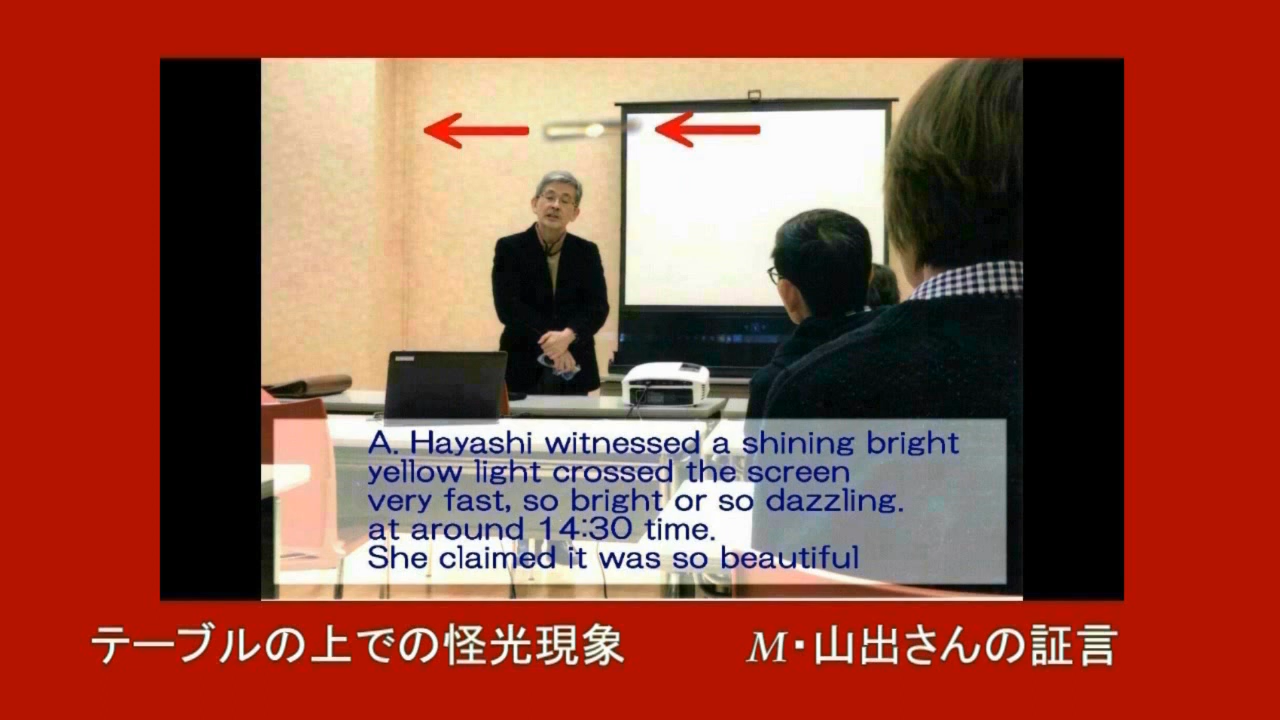 A. Hayashi witnessed a shining bright
yellow light crossed the screen
very fast, so bright or so dazzling.
at around 14:30 time.
She claimed it was so beautiful
テーブルの上での怪光現象 M・山出さんの証言